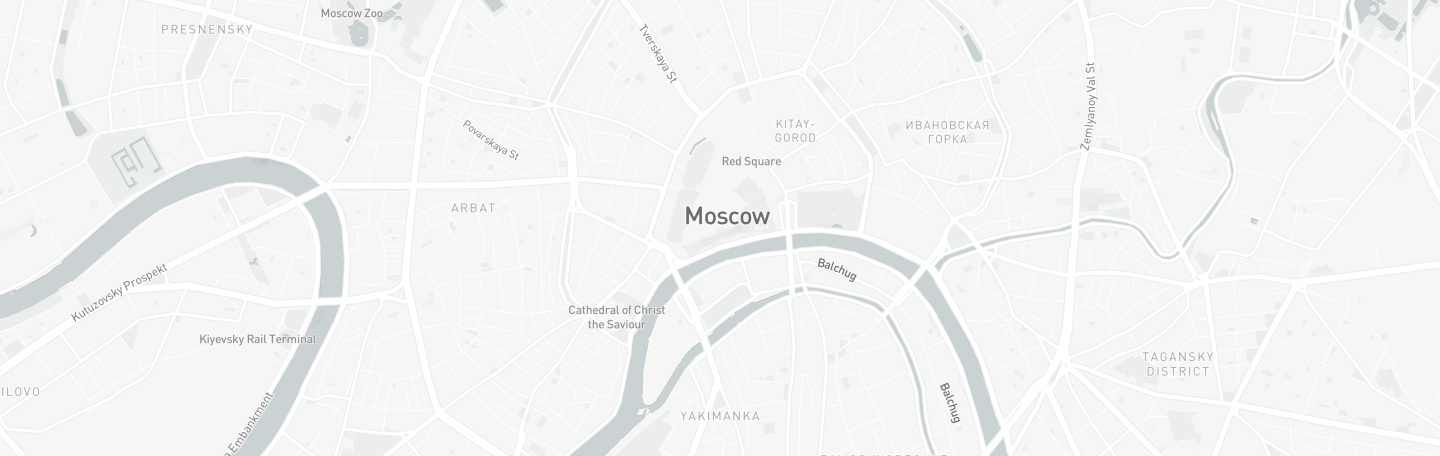 Moscow Zoo
PRESNENSKY
Tverskaya St
Zemlyanoy Val St
Povarskaya St
KITAY-
GOROD
ИВАНОВСКАЯ
ГОРКА
Red Square
ARBAT
Moscow
Balchug
Kutuzovsky Prospekt
Cathedral of Christ
the Saviour
Kiyevsky Rail Terminal
TAGANSKY
DISTRICT
ILOVO
Balchug
YAKIMANKA
a Embankment